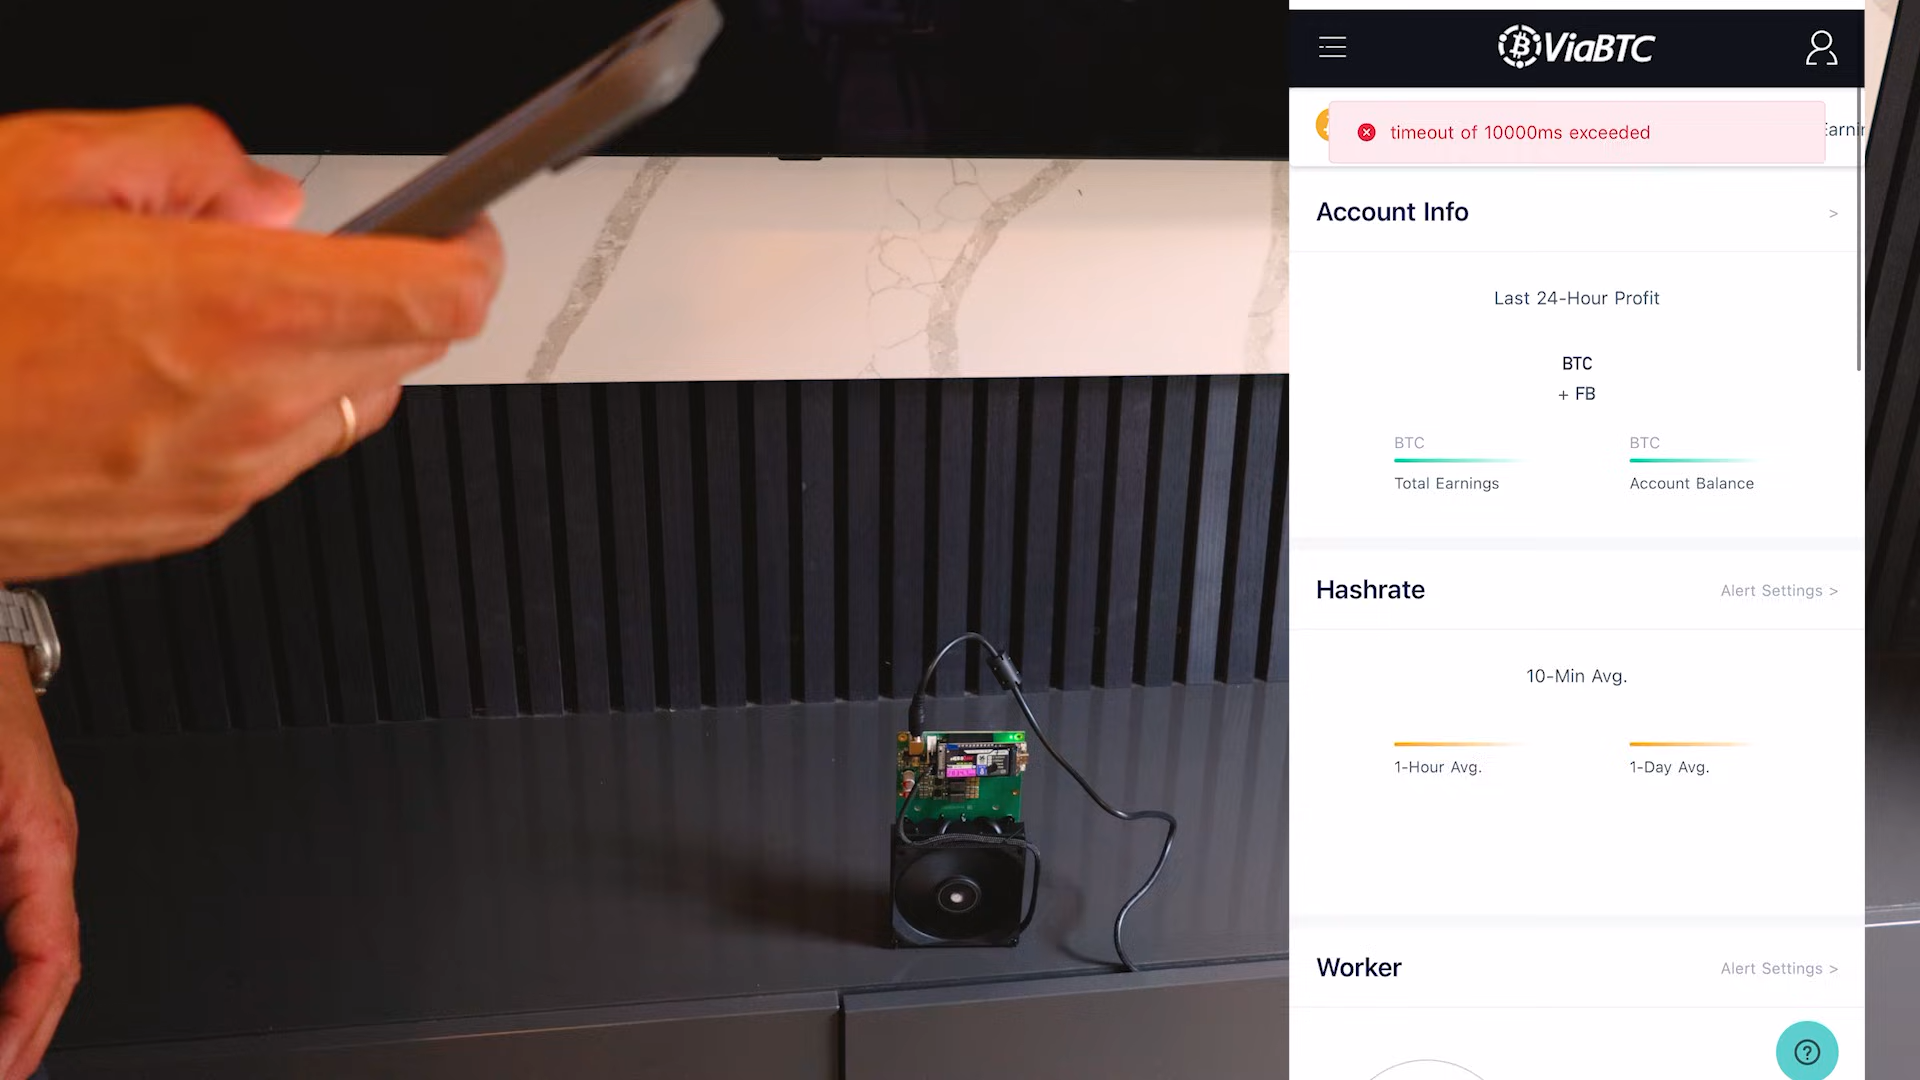 ViaBTC
timeout of 10000ms exceeded
Account Info >
Last 24-Hour Profit
BTC
+ FB
BTC BTC
Total Earnings Account Balance
Hashrate Alert Settings >
10-Min Avg.
1-Hour Avg. 1-Day Avg.
Worker Alert Settings >
?